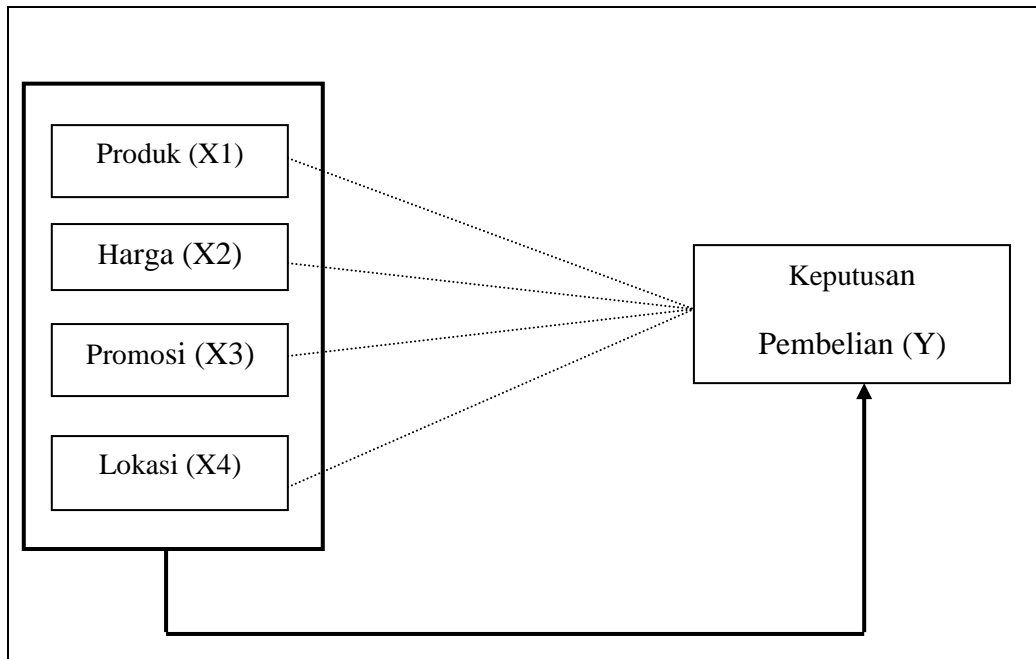 Produk (X1)
Harga (X2)
Promosi (X3)
Lokasi (X4)
Keputusan
Pembelian (Y)